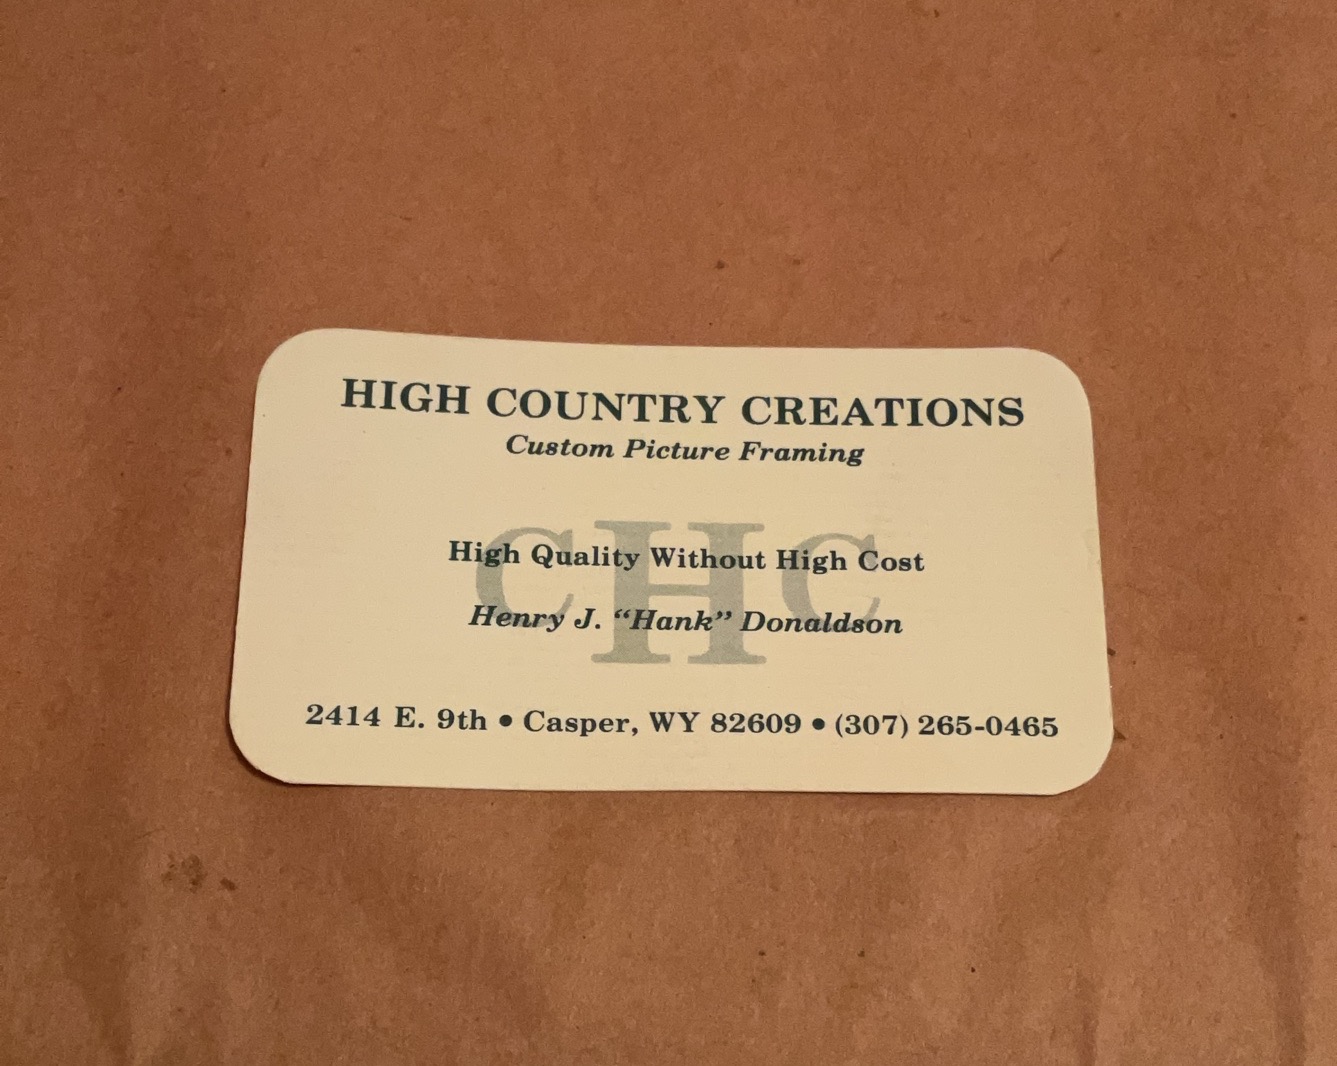 HIGH COUNTRY CREATIONS
Custom Picture Framing
CHC
High Quality Without High Cost
Henry J. “Hank” Donaldson
2414 E. 9th • Casper, WY 82609 • (307) 265-0465